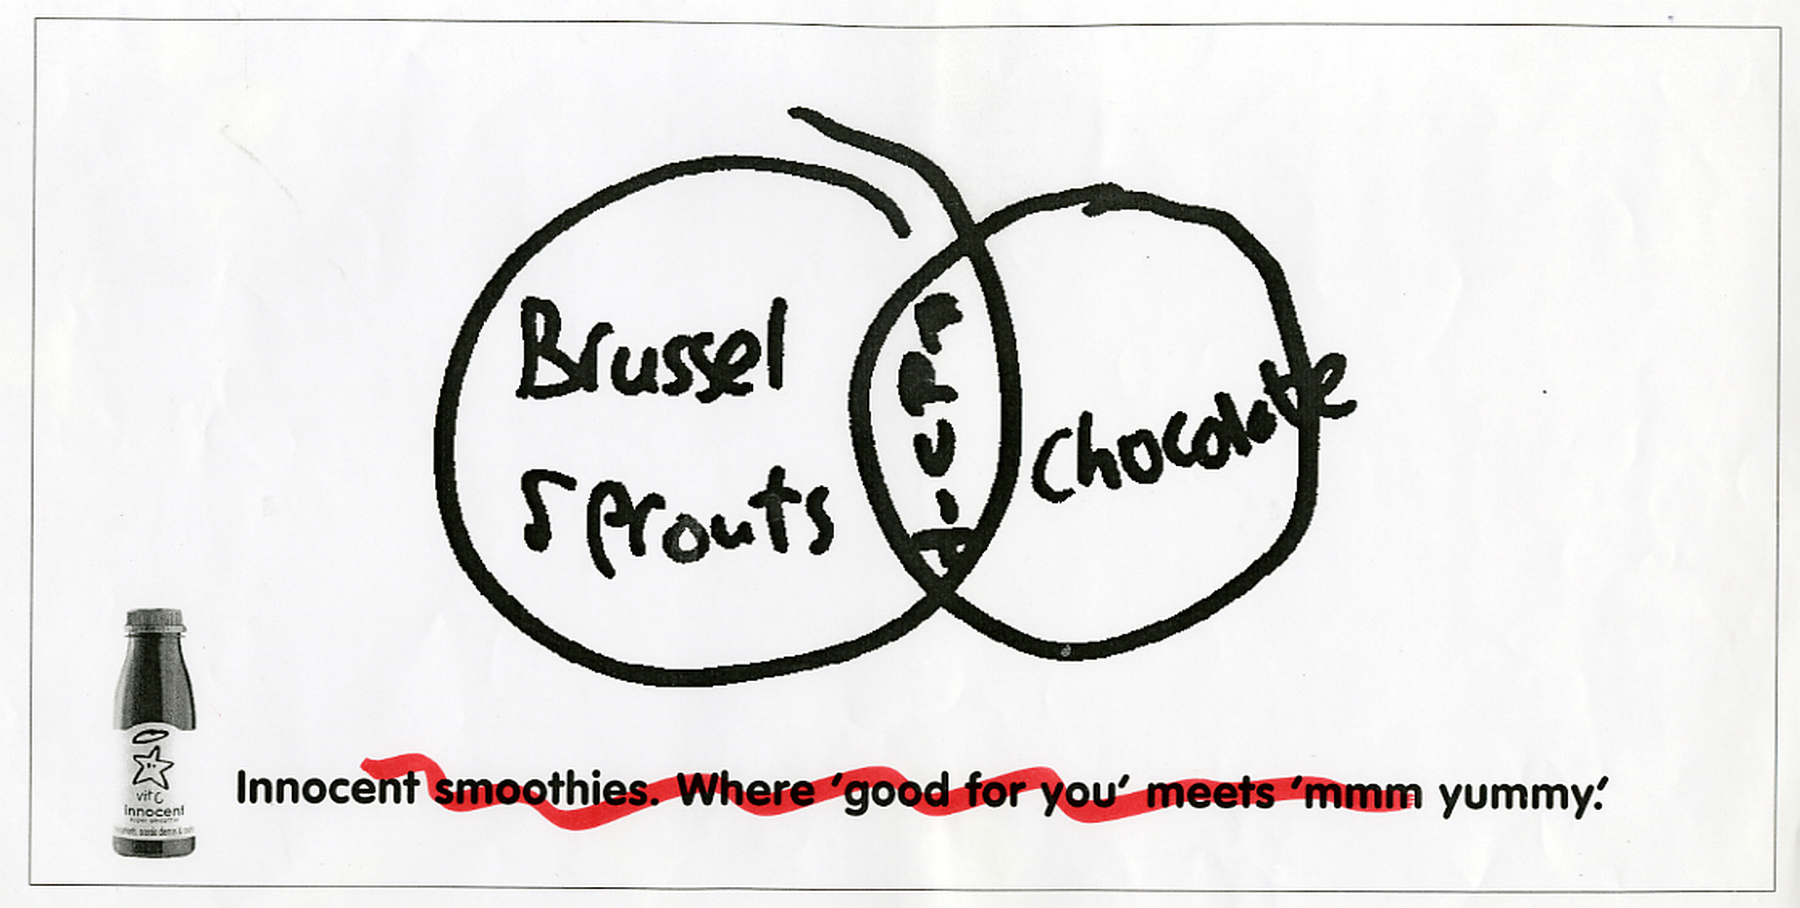 Brussel
Sprouts
FRUIT
Chocolate
vit C
innocent
Innocent smoothies. Where ‘good for you’ meets ‘mmm yummy.’